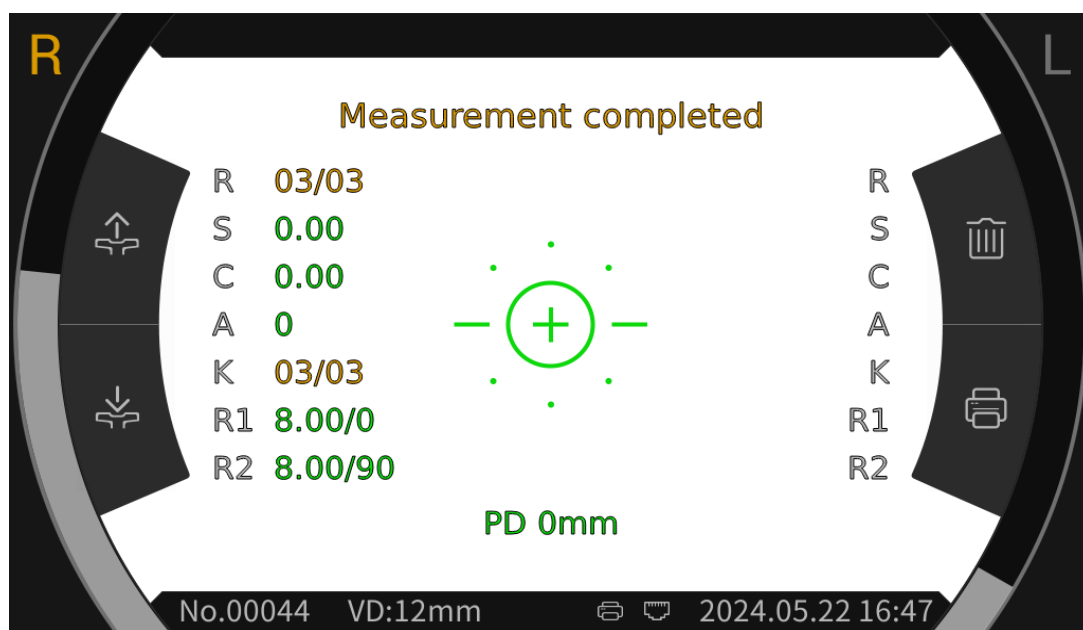 R L
Measurement completed
R 03/03 R
S 0.00 S
C 0.00 C
A 0 A
K 03/03 K
R1 8.00/0 R1
R2 8.00/90 R2
PD 0mm
No.00044 VD:12mm 2024.05.22 16:47